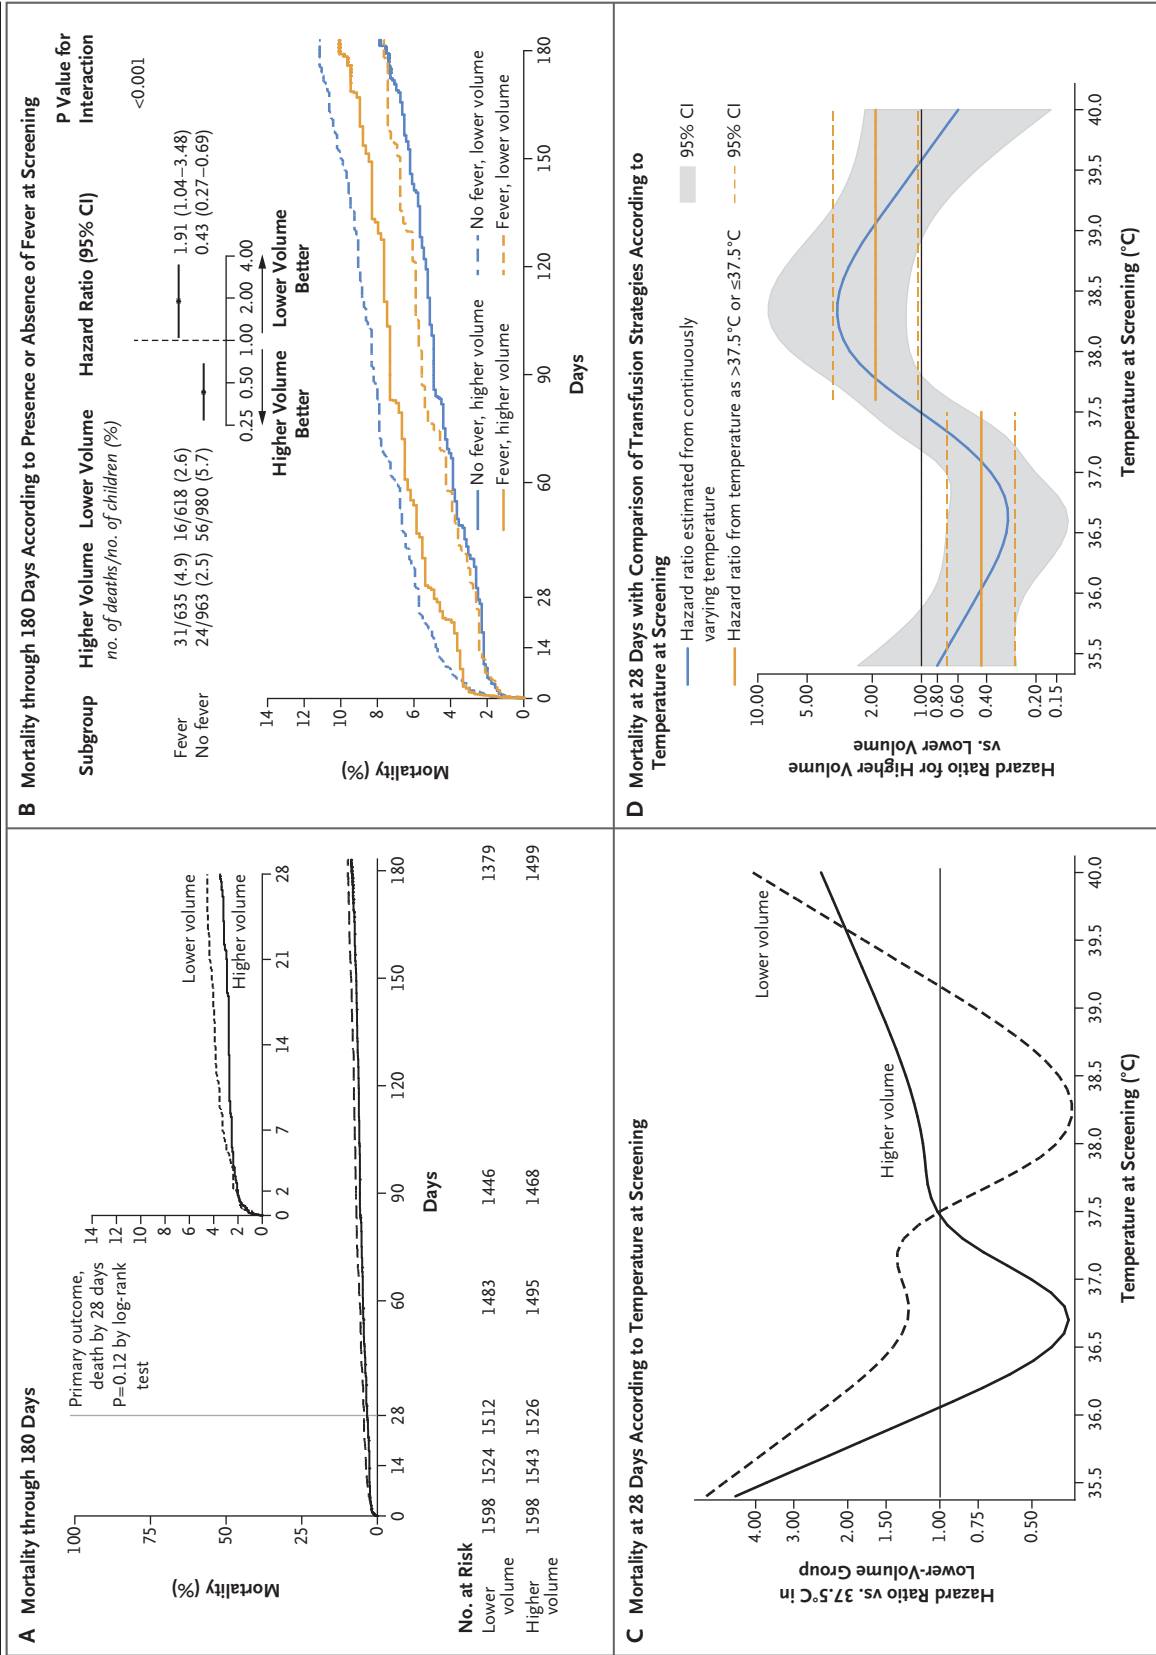 A Mortality through 180 Days
Mortality (%)
100
75
50
25
0
Primary outcome,
death by 28 days
P=0.12 by log-rank
test
14
12
10
8
6
4
2
0
0 2 7 14 21 28
Lower volume
Higher volume
0 14 28 60 90 120 150 180
Days
No. at Risk
Lower volume 1598 1524 1512 1483 1446 1379
Higher volume 1598 1543 1526 1495 1468 1499
B Mortality through 180 Days According to Presence or Absence of Fever at Screening
Subgroup Higher Volume Lower Volume Hazard Ratio (95% CI) P Value for Interaction
no. of deaths/no. of children (%)
<0.001
Fever 31/635 (4.9) 16/618 (2.6) 1.91 (1.04–3.48)
No fever 24/963 (2.5) 56/980 (5.7) 0.43 (0.27–0.69)
0.25 0.50 1.00 2.00 4.00
Higher Volume Better
Lower Volume Better
Mortality (%)
14
12
10
8
6
4
2
0
No fever, higher volume
No fever, lower volume
Fever, higher volume
Fever, lower volume
0 14 28 60 90 120 150 180
Days
C Mortality at 28 Days According to Temperature at Screening
Hazard Ratio vs. 37.5°C in
Lower-Volume Group
4.00
3.00
2.00
1.50
1.00
0.75
0.50
Higher volume
Lower volume
35.5 36.0 36.5 37.0 37.5 38.0 38.5 39.0 39.5 40.0
Temperature at Screening (°C)
D Mortality at 28 Days with Comparison of Transfusion Strategies According to
Temperature at Screening
Hazard ratio estimated from continuously
varying temperature
95% CI
Hazard ratio from temperature as >37.5°C or ≤37.5°C
95% CI
Hazard Ratio for Higher Volume
vs. Lower Volume
10.00
5.00
2.00
1.00
0.80
0.60
0.40
0.20
0.15
35.5 36.0 36.5 37.0 37.5 38.0 38.5 39.0 39.5 40.0
Temperature at Screening (°C)